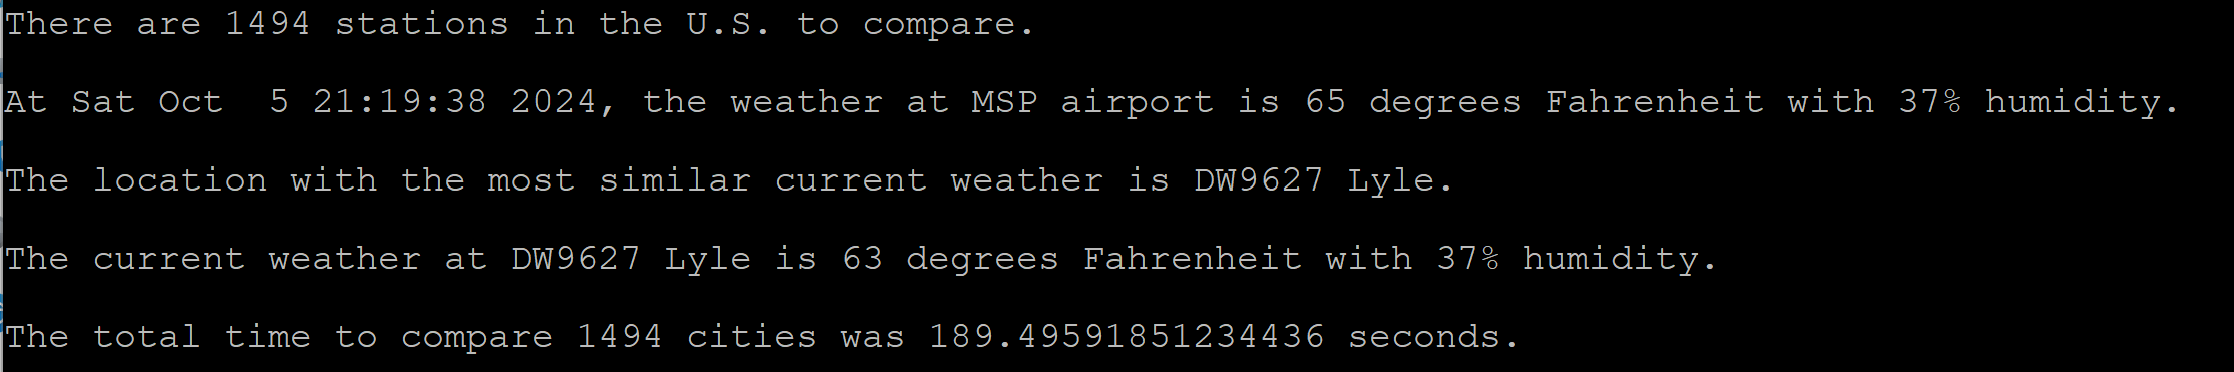 There are 1494 stations in the U.S. to compare.
At Sat Oct  5 21:19:38 2024, the weather at MSP airport is 65 degrees Fahrenheit with 37% humidity.
The location with the most similar current weather is DW9627 Lyle.
The current weather at DW9627 Lyle is 63 degrees Fahrenheit with 37% humidity.
The total time to compare 1494 cities was 189.49591851234436 seconds.